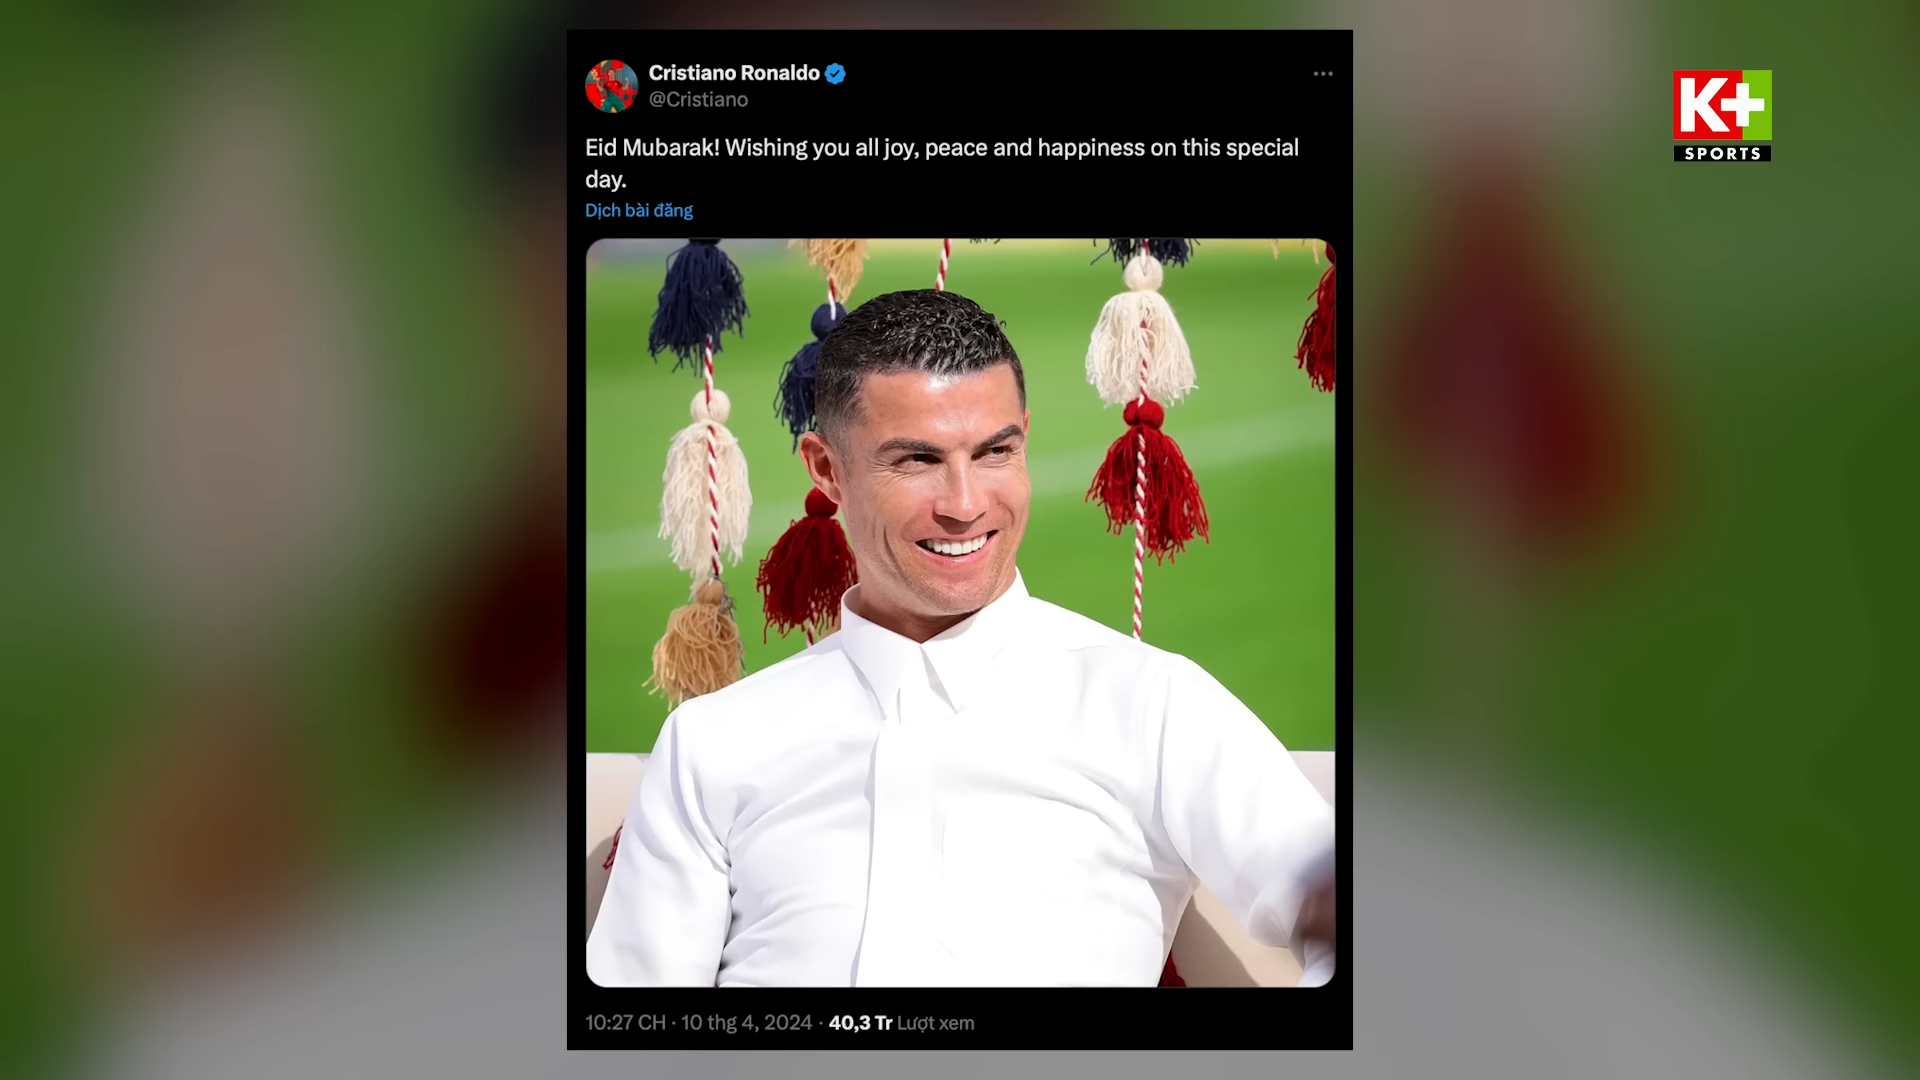 Cristiano Ronaldo
@Cristiano
Eid Mubarak! Wishing you all joy, peace and happiness on this special
day.
Dịch bài đăng
10:27 CH · 10 thg 4, 2024 · 40,3 Tr Lượt xem
K+
SPORTS